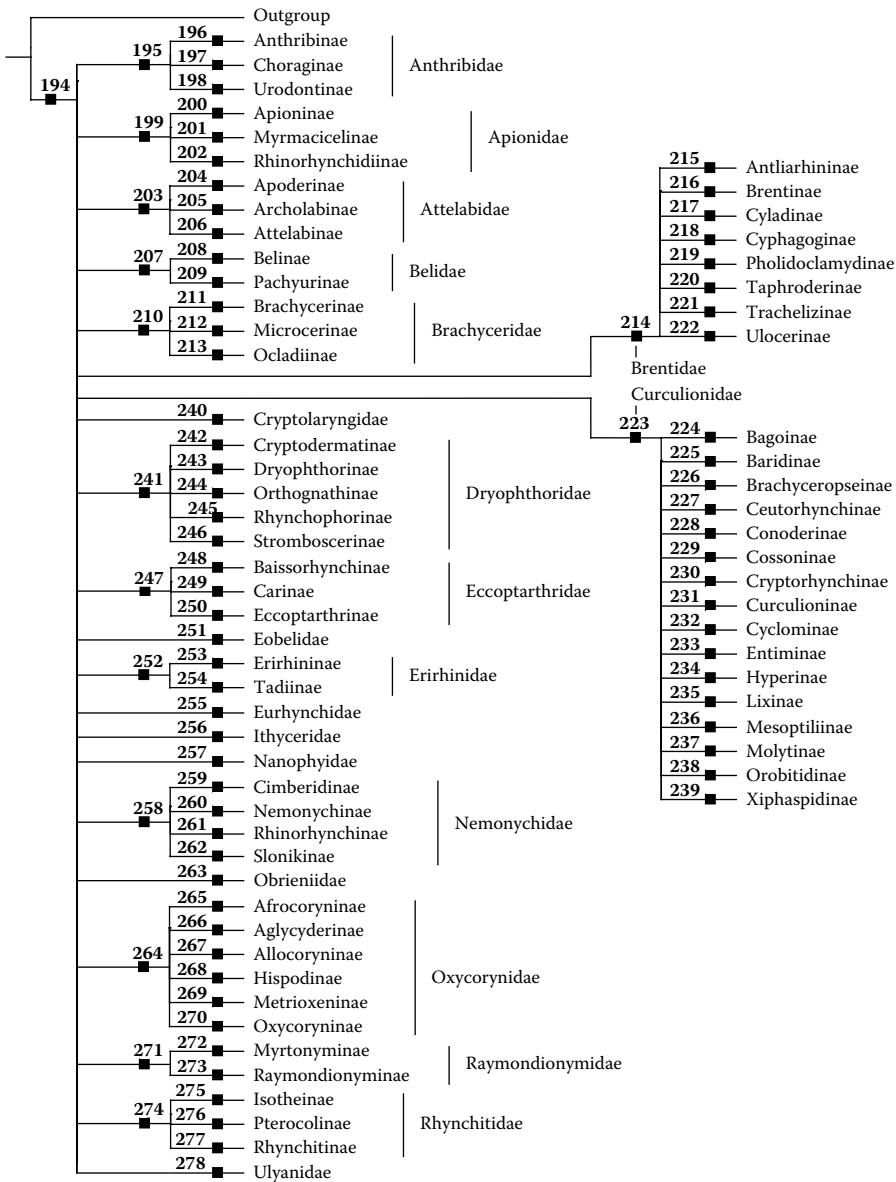 Outgroup
194
195
196 Anthribinae
197 Choraginae
198 Urodontinae
Anthribidae
199
200 Apioninae
201 Myrmacicelinae
202 Rhinorhynchidiinae
Apionidae
203
204 Apoderinae
205 Archolabinae
206 Attelabinae
Attelabidae
207
208 Belinae
209 Pachyurinae
Belidae
210
211 Brachycerinae
212 Microcerinae
213 Ocladiinae
Brachyceridae
214
Brentidae
215 Antliarhininae
216 Brentinae
217 Cyladinae
218 Cyphagoginae
219 Pholidoclamydinae
220 Taphroderinae
221 Trachelizinae
222 Ulocerinae
Curculionidae
223
224 Bagoinae
225 Baridinae
226 Brachyceropseinae
227 Ceutorhynchinae
228 Conoderinae
229 Cossoninae
230 Cryptorhynchinae
231 Curculioninae
232 Cyclominae
233 Entiminae
234 Hyperinae
235 Lixinae
236 Mesoptiliinae
237 Molytinae
238 Orobitidinae
239 Xiphaspidinae
240 Cryptolaryngidae
241
242 Cryptodermatinae
243 Dryophthorinae
244 Orthognathinae
245 Rhynchophorinae
246 Stromboscerinae
Dryophthoridae
247
248 Baissorhynchinae
249 Carinae
250 Eccoptarthrinae
Eccoptarthridae
251 Eobelidae
252
253 Erirhininae
254 Tadiinae
Erirhinidae
255 Eurhynchidae
256 Ithyceridae
257 Nanophyidae
258
259 Cimberidinae
260 Nemonychinae
261 Rhinorhynchinae
262 Slonikinae
Nemonychidae
263 Obrieniidae
264
265 Afrocoryninae
266 Aglycyderinae
267 Allocoryninae
268 Hispodinae
269 Metrioxeninae
270 Oxycoryninae
Oxycorynidae
271
272 Myrtonyminae
273 Raymondionyminae
Raymondionymidae
274
275 Isotheinae
276 Pterocolinae
277 Rhynchitinae
Rhynchitidae
278 Ulyanidae